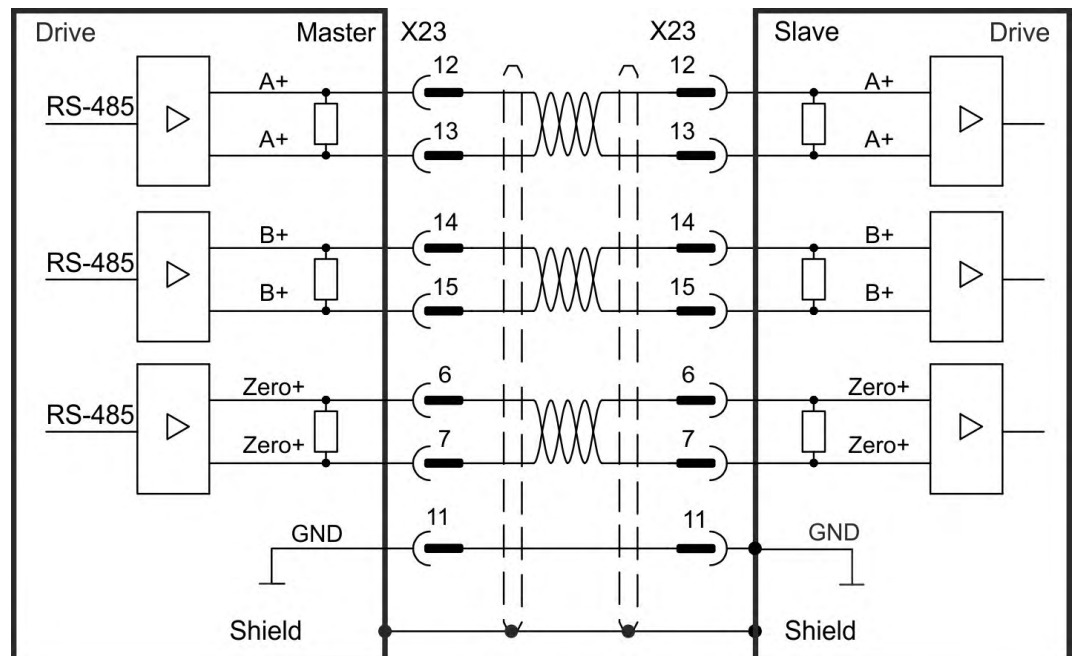 Drive Master X23 X23 Slave Drive
12 12
A+ A+
RS-485
13 13
A+ A+
14 14
B+ B+
RS-485
15 15
B+ B+
6 6
Zero+ Zero+
RS-485
7 7
Zero+ Zero+
11 11
GND GND
Shield Shield